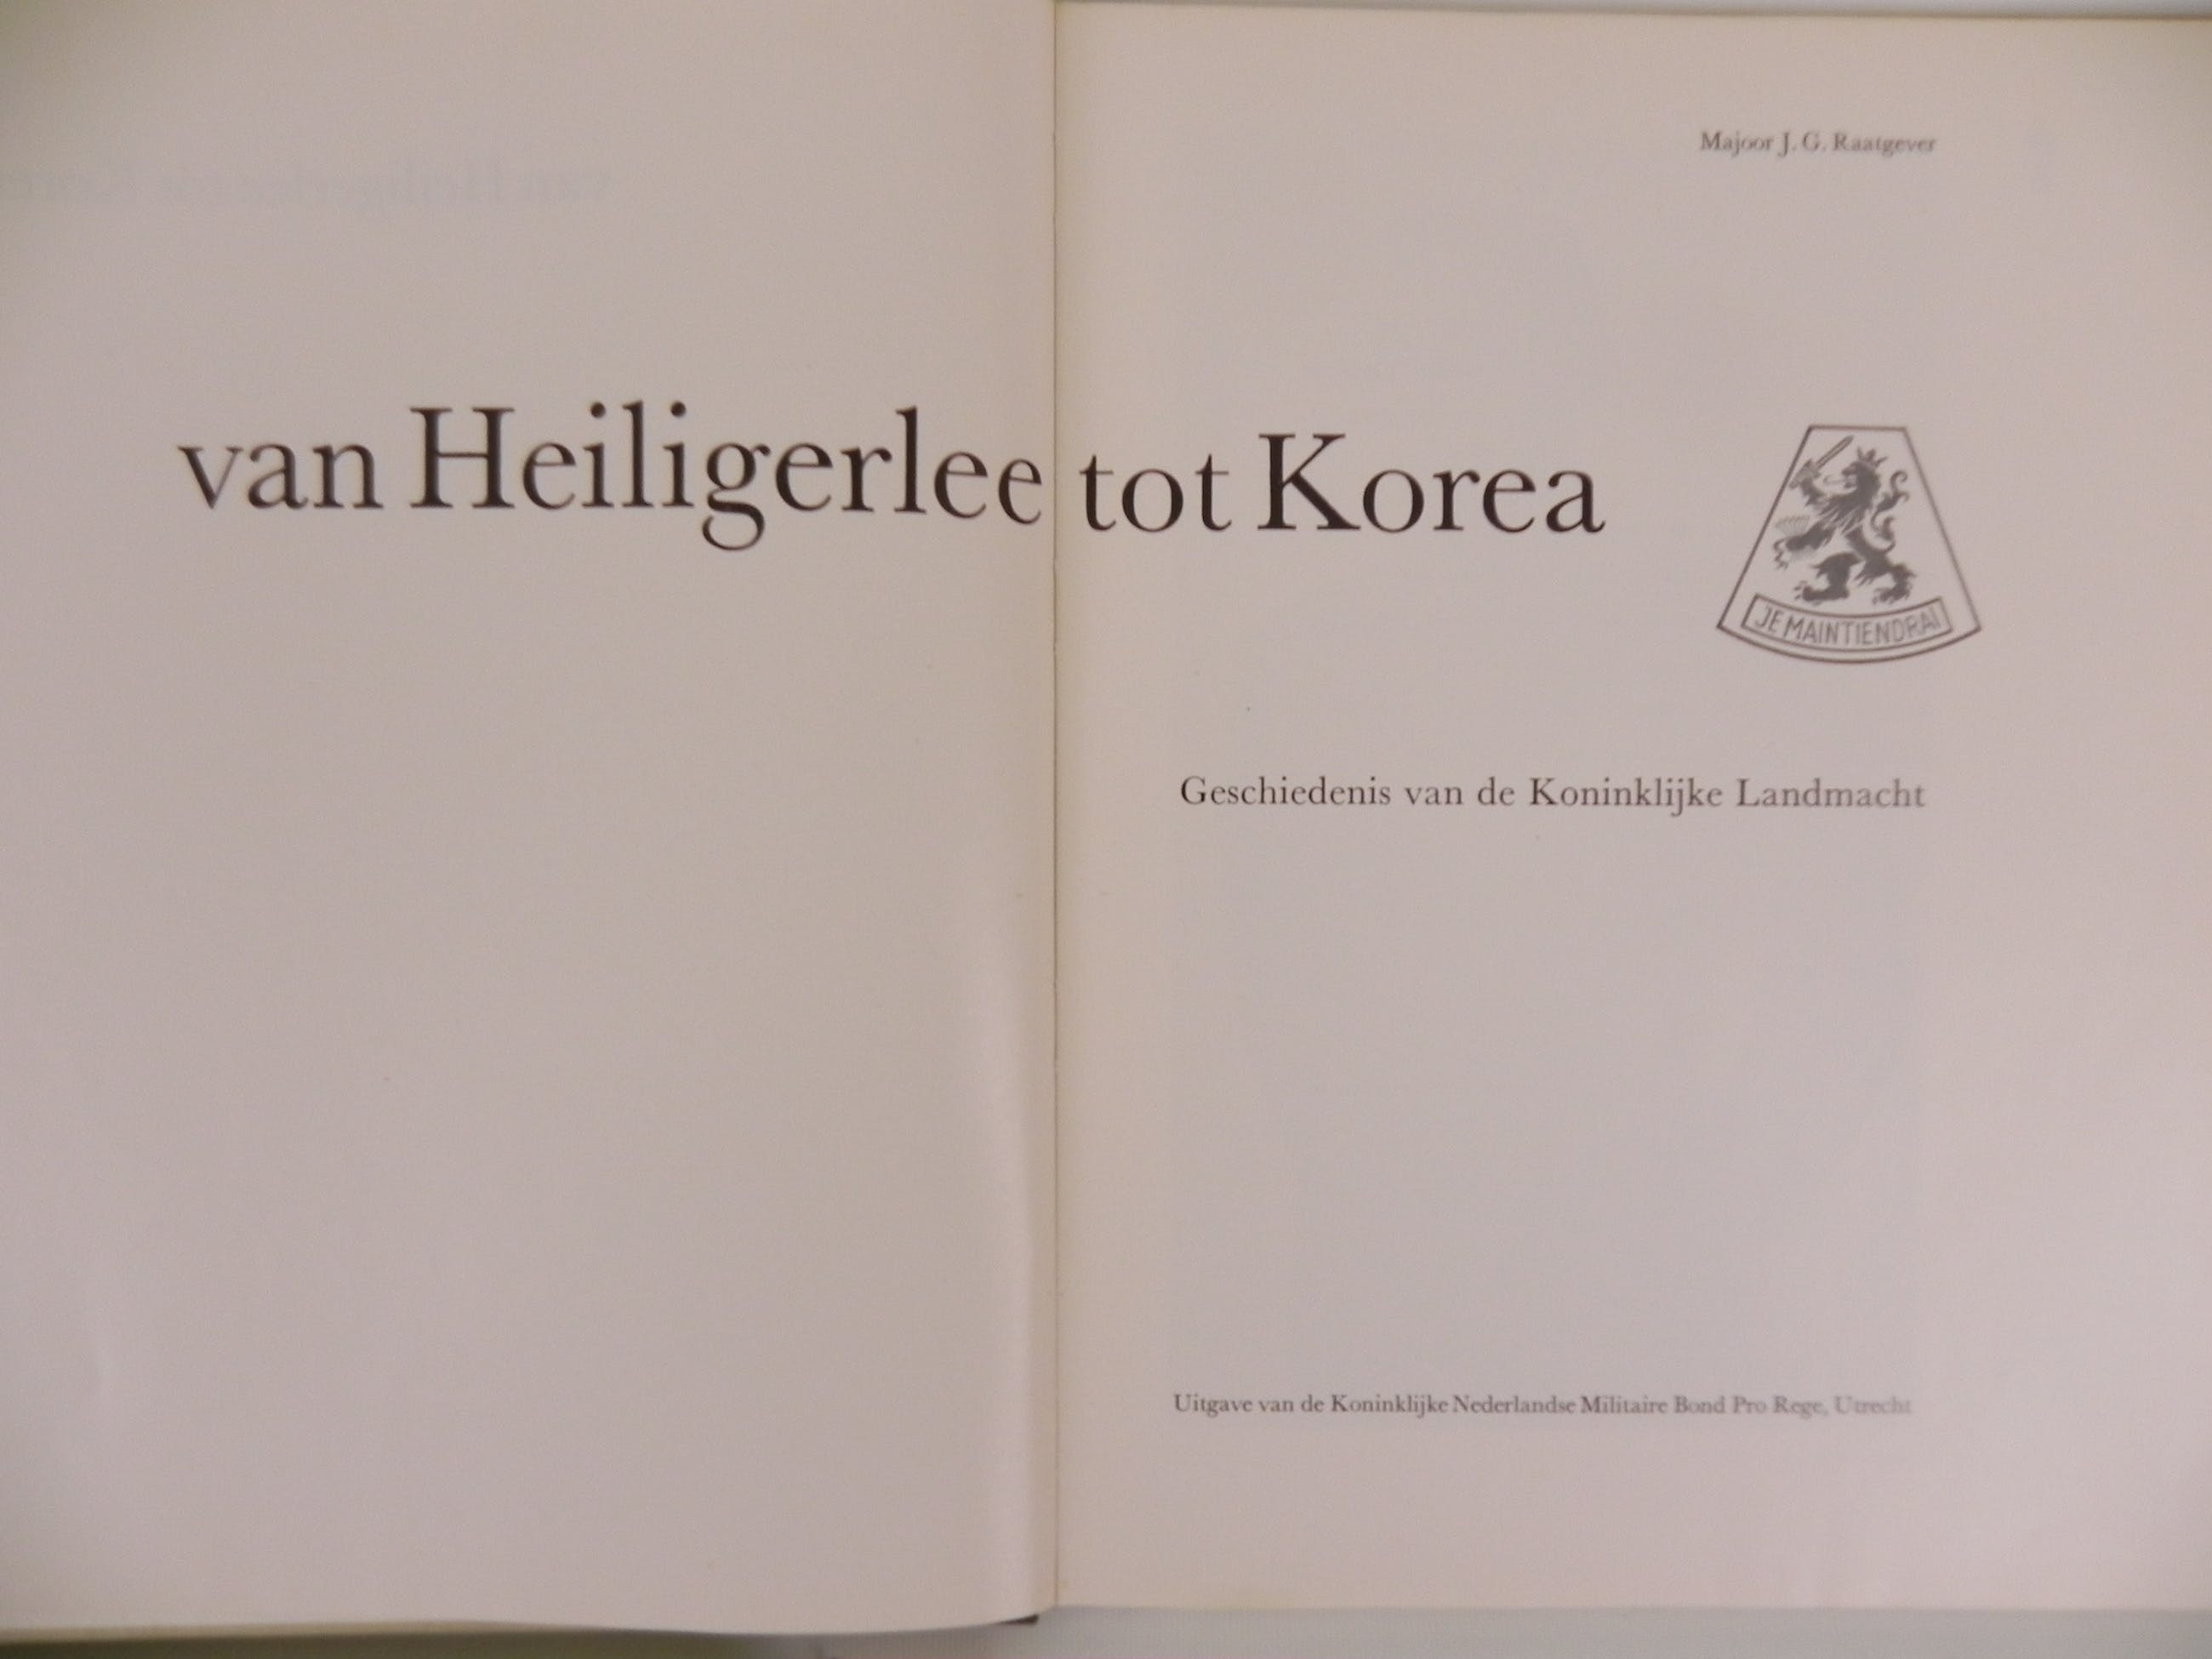 Majoor J. G. Raatgever
van Heiligerlee tot Korea
JE MAINTIENDRAI
Geschiedenis van de Koninklijke Landmacht
Uitgave van de Koninklijke Nederlandse Militaire Bond Pro Rege, Utrecht